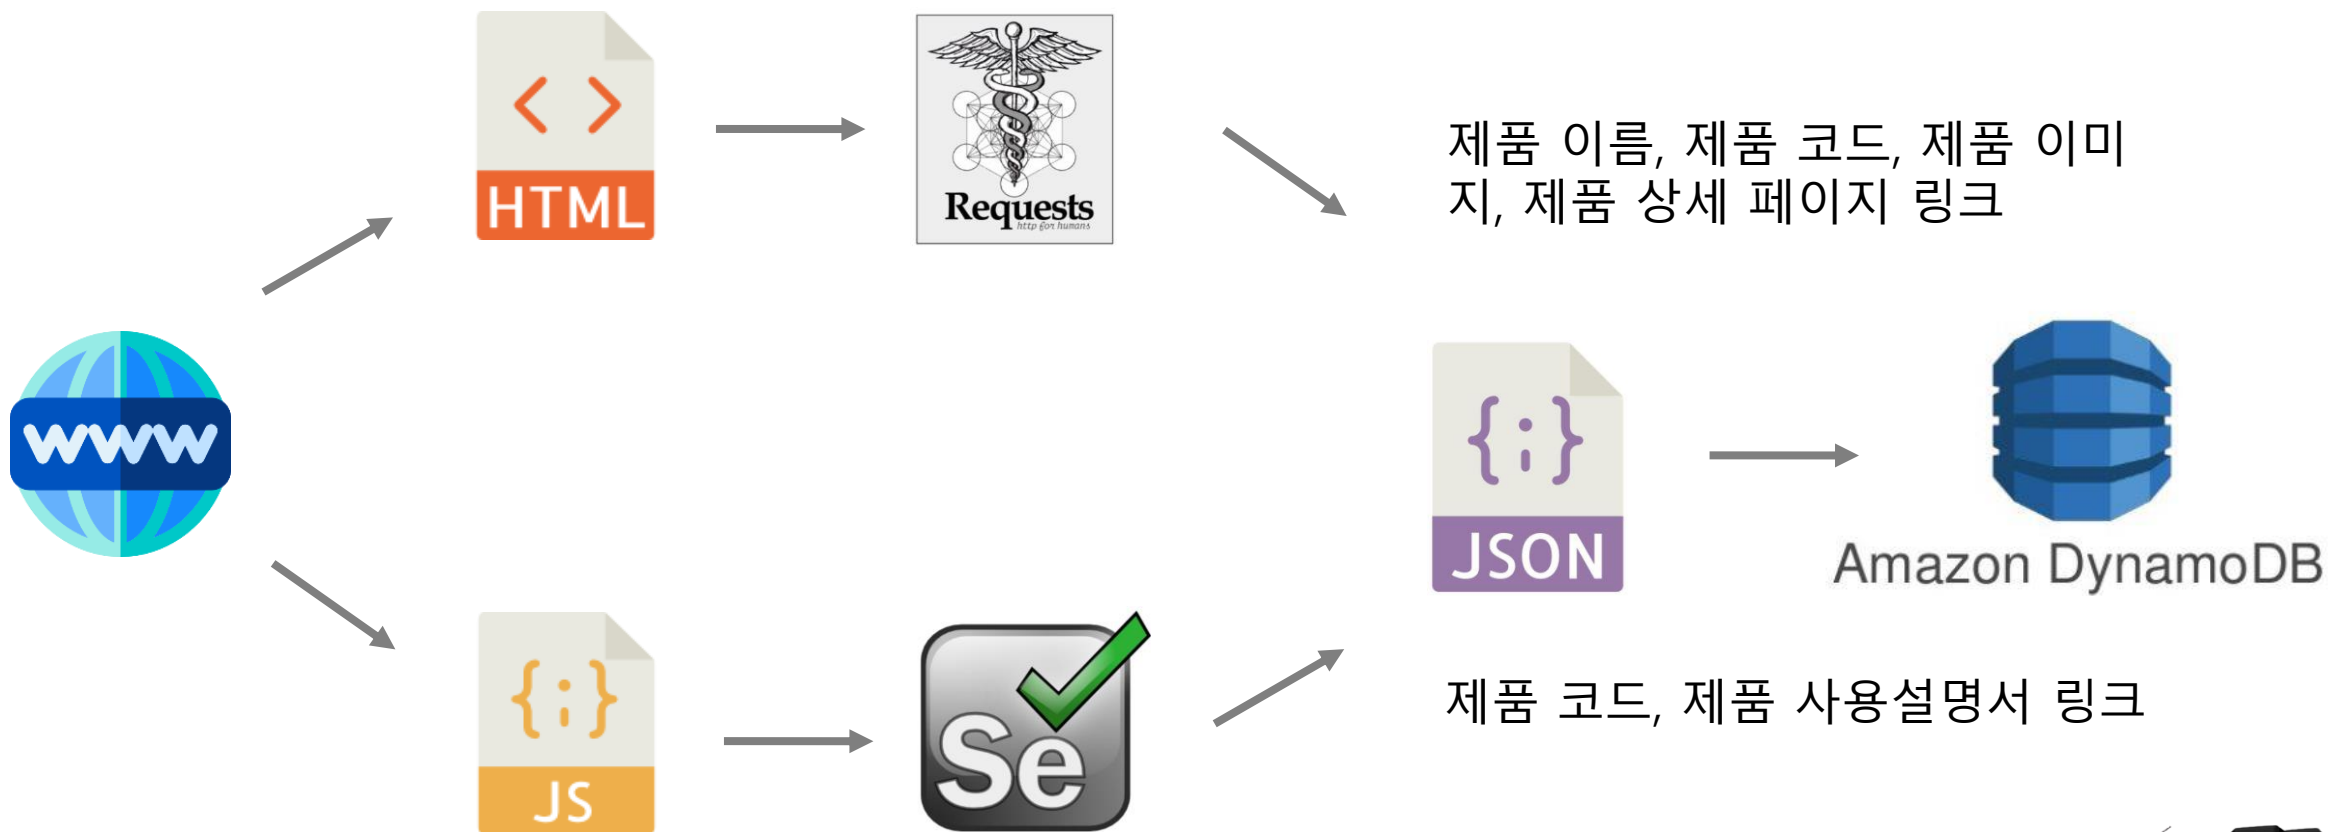 HTML
Requests
http for humans
제품 이름, 제품 코드, 제품 이미
지, 제품 상세 페이지 링크
www
JSON
Amazon DynamoDB
JS
Se
제품 코드, 제품 사용설명서 링크